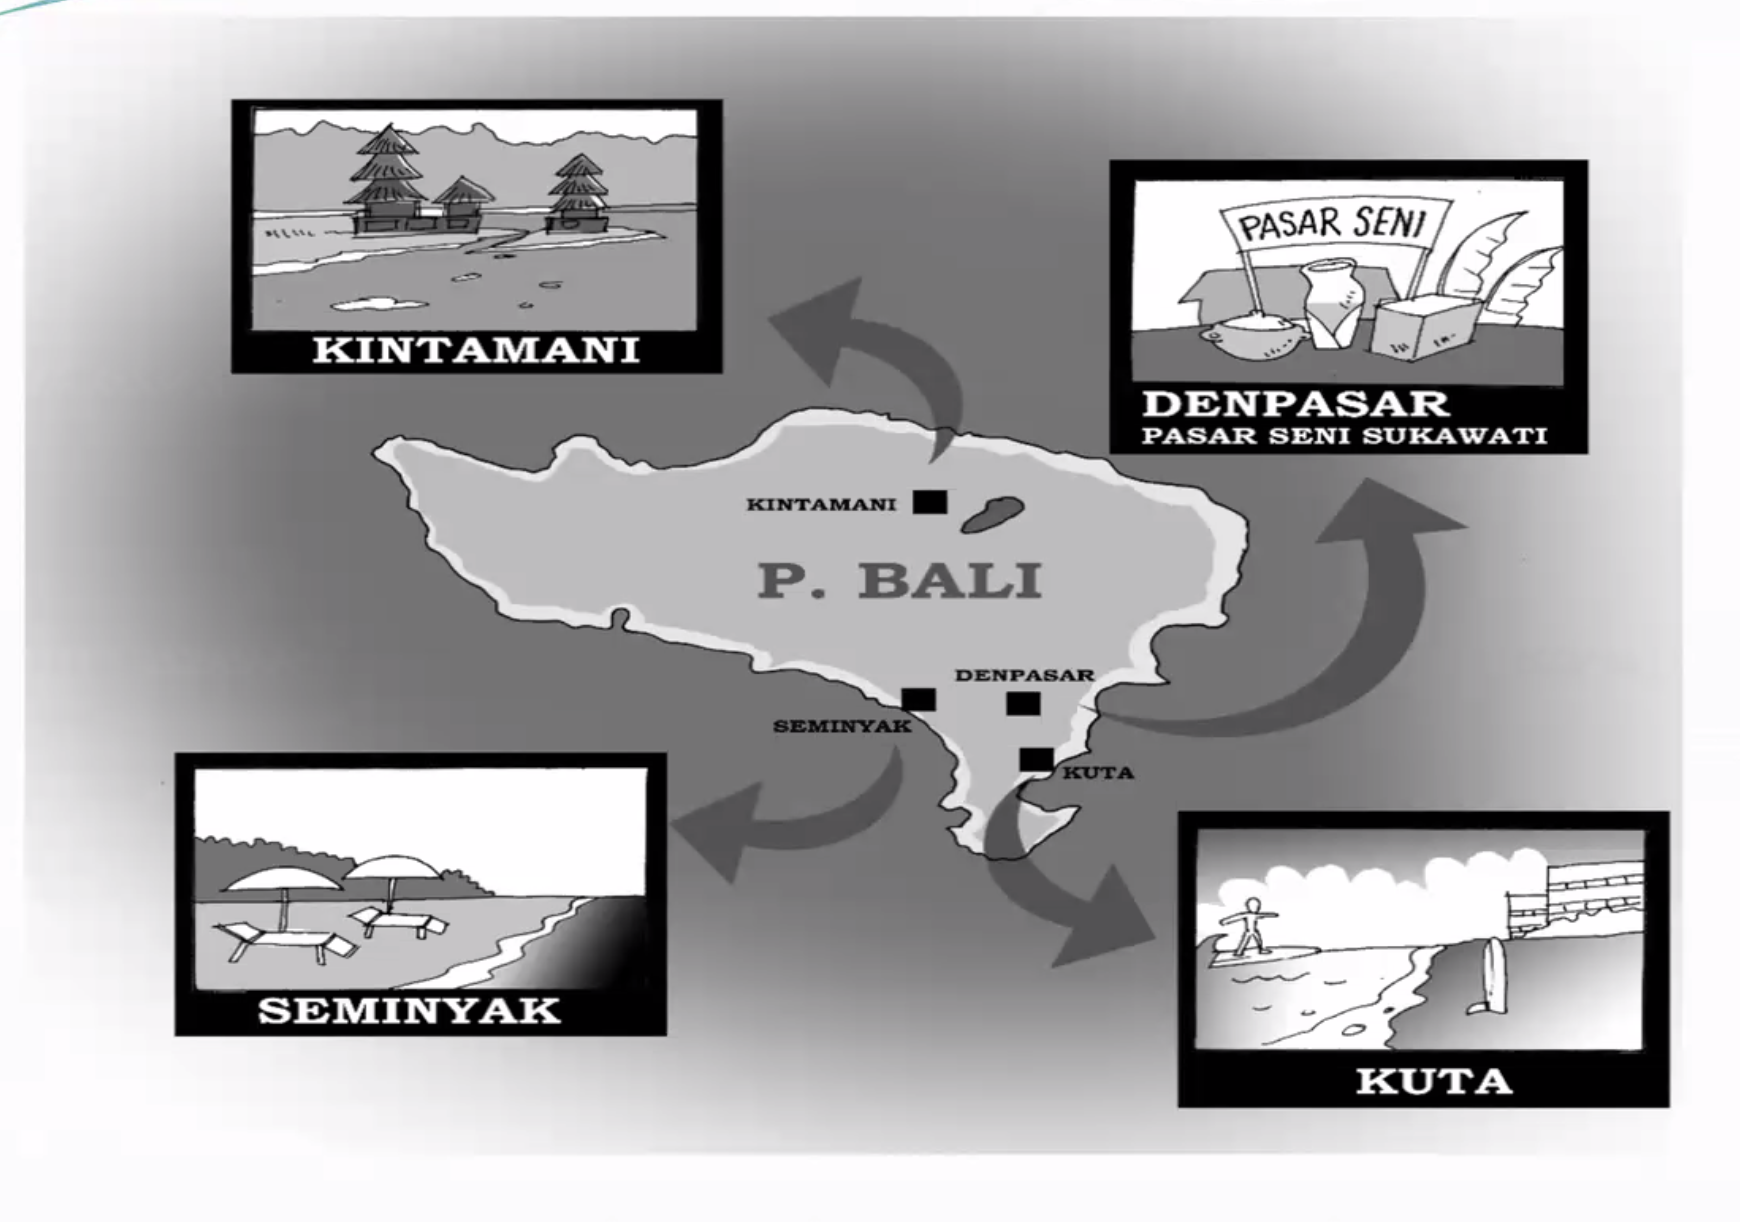 KINTAMANI
PASAR SENI
DENPASAR
PASAR SENI SUKAWATI
KINTAMANI
P. BALI
DENPASAR
SEMINYAK
KUTA
SEMINYAK
KUTA